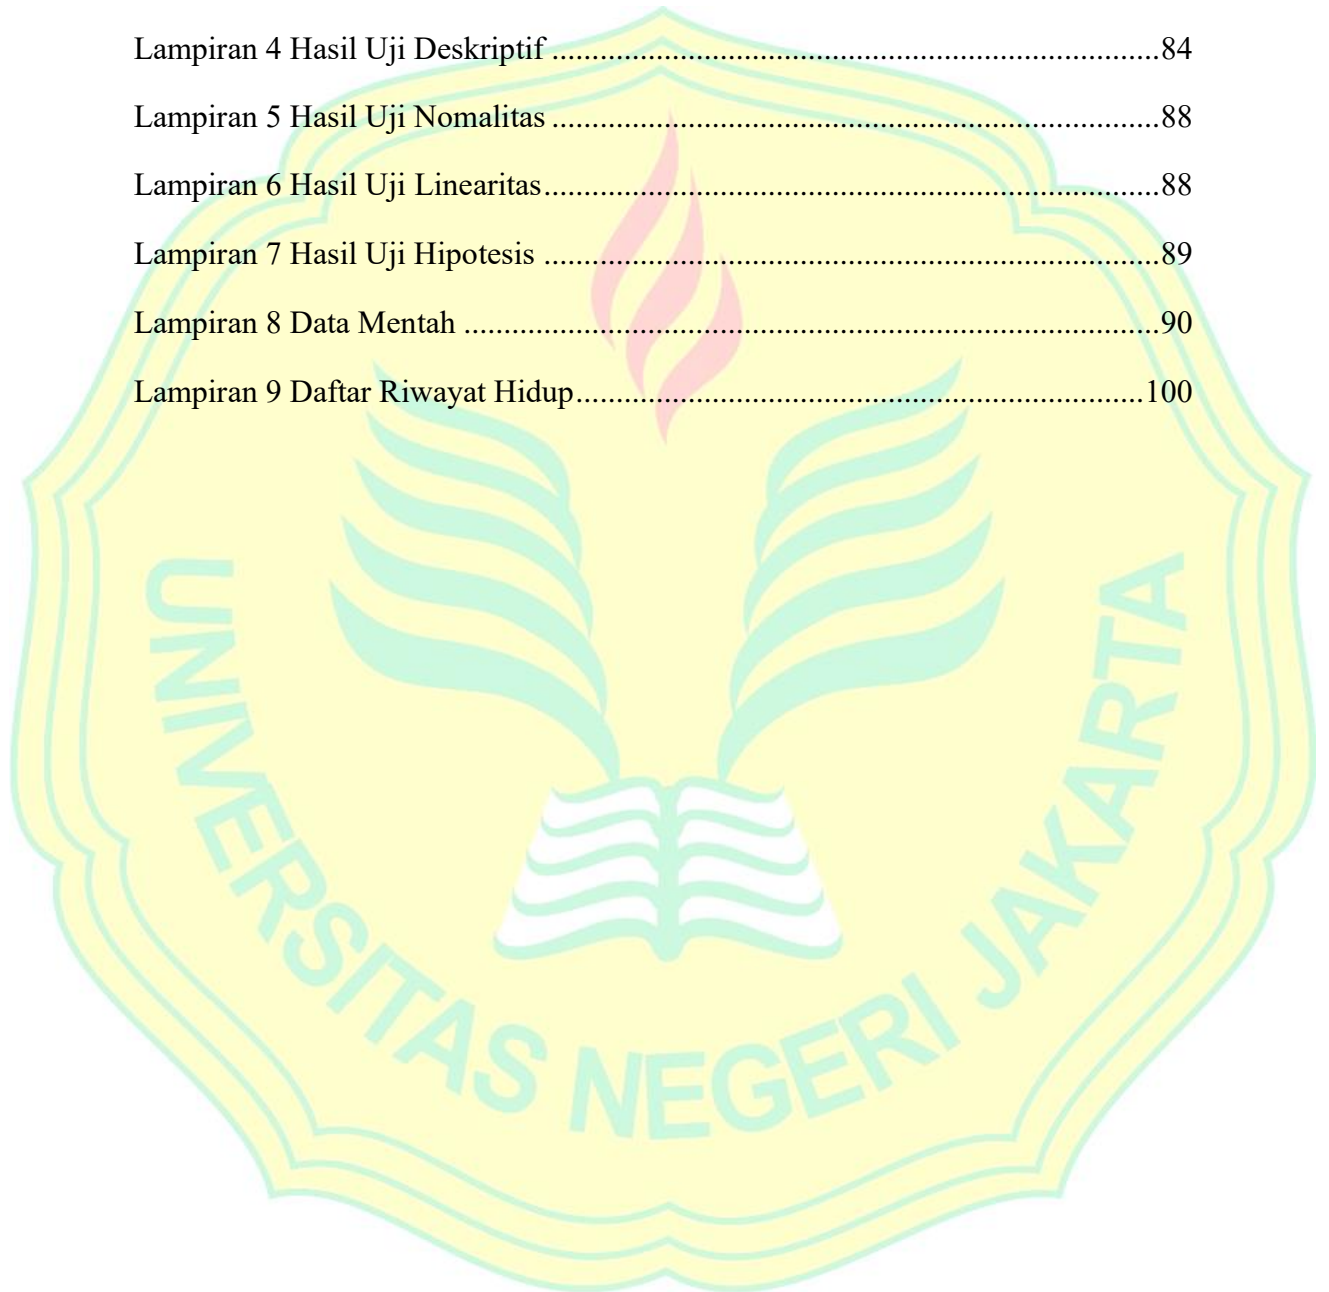 Lampiran 4 Hasil Uji Deskriptif ............................................................................84
Lampiran 5 Hasil Uji Nomalitas .............................................................................88
Lampiran 6 Hasil Uji Linearitas.............................................................................88
Lampiran 7 Hasil Uji Hipotesis .............................................................................89
Lampiran 8 Data Mentah .......................................................................................90
Lampiran 9 Daftar Riwayat Hidup.......................................................................100
UNIVERSITAS NEGERI JAKARTA